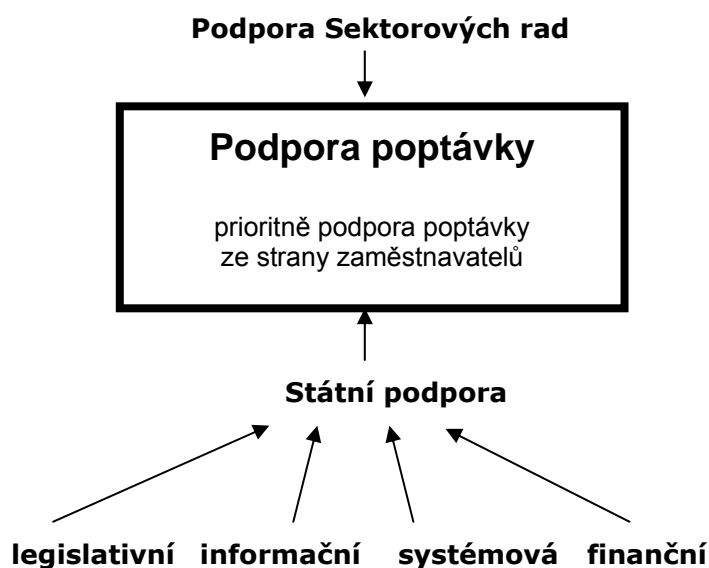 Podpora Sektorových rad
Podpora poptávky
prioritně podpora poptávky
ze strany zaměstnavatelů
Státní podpora
legislativní informační systémová finanční